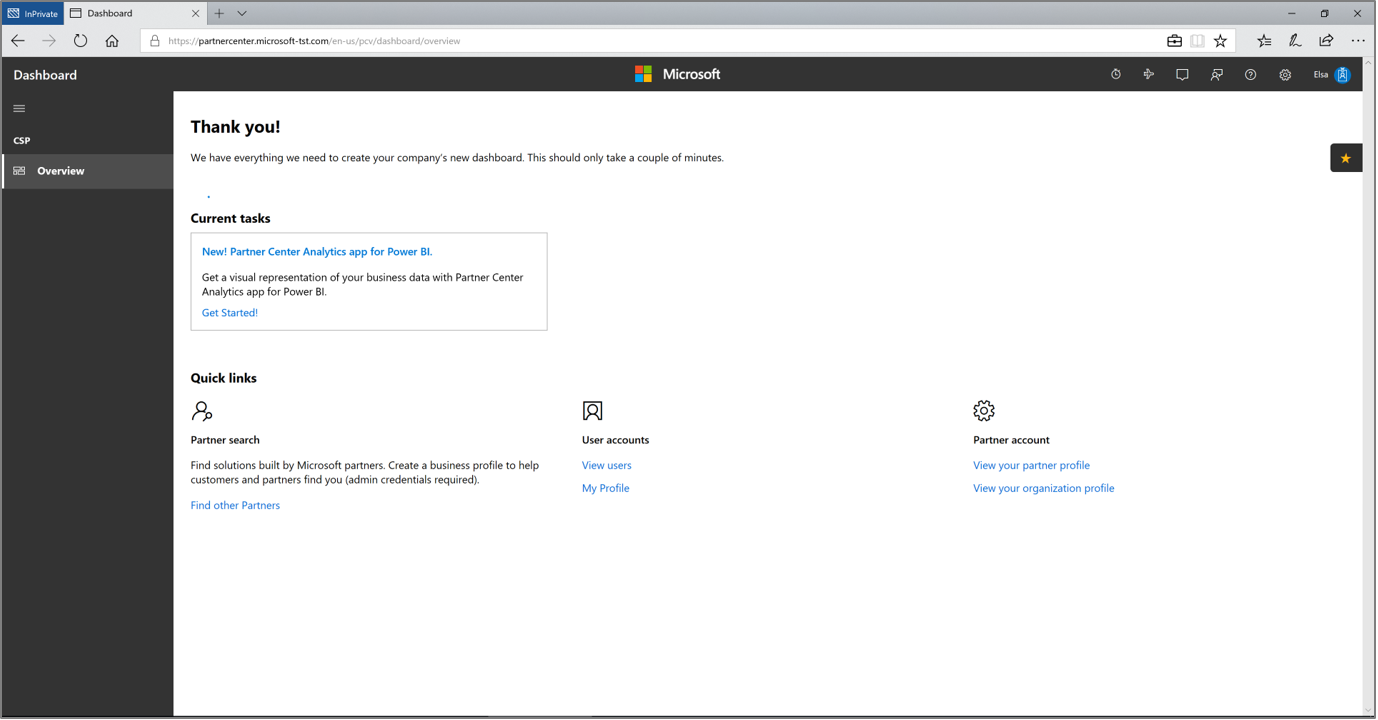 InPrivate
Dashboard
https://partnercenter.microsoft-tst.com/en-us/pcv/dashboard/overview
Dashboard
Microsoft
Elsa
CSP
Overview
Thank you!
We have everything we need to create your company's new dashboard. This should only take a couple of minutes.
Current tasks
New! Partner Center Analytics app for Power BI.
Get a visual representation of your business data with Partner Center
Analytics app for Power BI.
Get Started!
Quick links
Partner search
User accounts
Partner account
Find solutions built by Microsoft partners. Create a business profile to help
customers and partners find you (admin credentials required).
Find other Partners
View users
My Profile
View your partner profile
View your organization profile